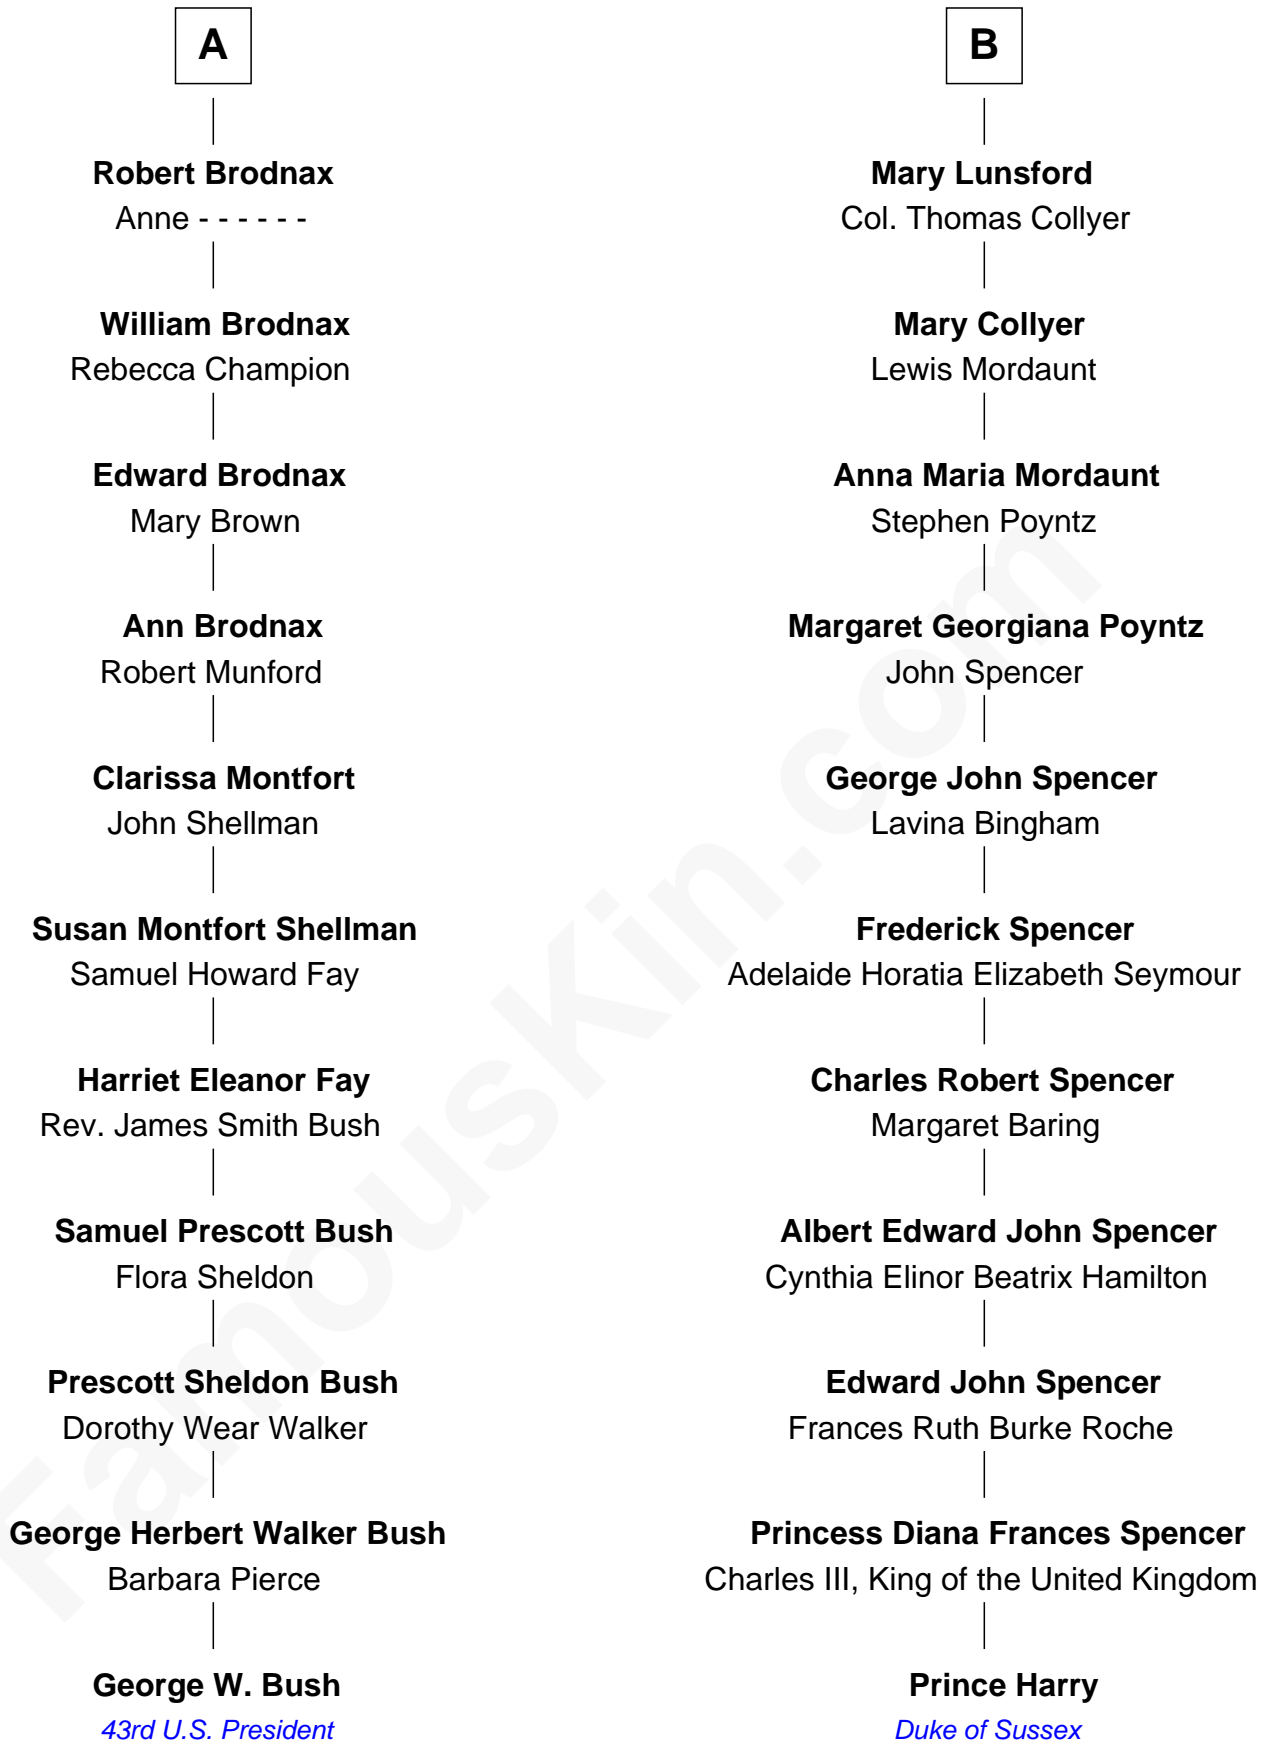 A
Robert Brodnax
Anne - - - - - -
William Brodnax
Rebecca Champion
Edward Brodnax
Mary Brown
Ann Brodnax
Robert Munford
Clarissa Montfort
John Shellman
Susan Montfort Shellman
Samuel Howard Fay
Harriet Eleanor Fay
Rev. James Smith Bush
Samuel Prescott Bush
Flora Sheldon
Prescott Sheldon Bush
Dorothy Wear Walker
George Herbert Walker Bush
Barbara Pierce
George W. Bush
43rd U.S. President
B
Mary Lunsford
Col. Thomas Collyer
Mary Collyer
Lewis Mordaunt
Anna Maria Mordaunt
Stephen Poyntz
Margaret Georgiana Poyntz
John Spencer
George John Spencer
Lavina Bingham
Frederick Spencer
Adelaide Horatia Elizabeth Seymour
Charles Robert Spencer
Margaret Baring
Albert Edward John Spencer
Cynthia Elinor Beatrix Hamilton
Edward John Spencer
Frances Ruth Burke Roche
Princess Diana Frances Spencer
Charles III, King of the United Kingdom
Prince Harry
Duke of Sussex
FamousKin.com